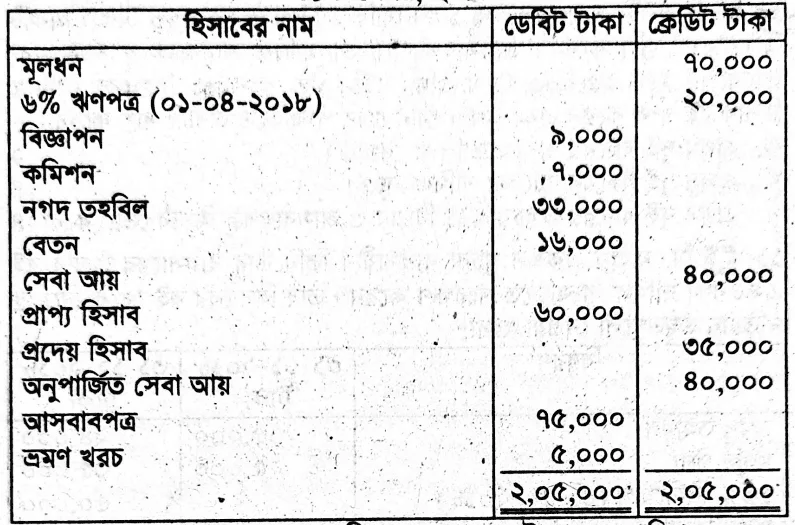 হিসাবের নাম ডেবিট টাকা ক্রেডিট টাকা
মূলধন ৭০,০০০
৬% ঋণপত্র (০১-০৪-২০১৮) ২০,০০০
বিজ্ঞাপন ৯,০০০
কমিশন ৭,০০০
নগদ তহবিল ৩৩,০০০
বেতন ১৬,০০০
সেবা আয় ৪০,০০০
প্রাপ্য হিসাব ৬০,০০০
প্রদেয় হিসাব ৩৫,০০০
অনুপার্জিত সেবা আয় ৪০,০০০
আসবাবপত্র ৭৫,০০০
ভ্রমণ খরচ ৫,০০০
২,০৫,০০০ ২,০৫,০০০